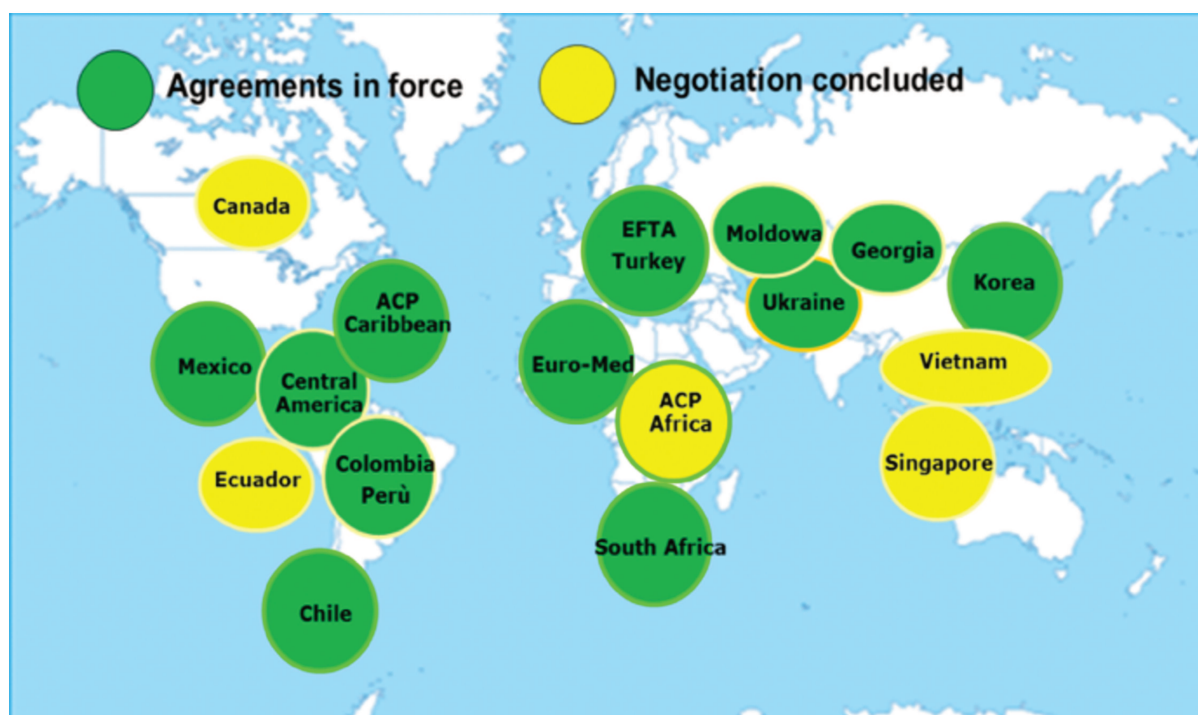 Agreements in force
Negotiation concluded
Canada
EFTA
Turkey
Moldowa
Georgia
Korea
Ukraine
ACP
Caribbean
Mexico
Central
America
Euro-Med
Vietnam
ACP
Africa
Ecuador
Colombia
Perù
Singapore
South Africa
Chile